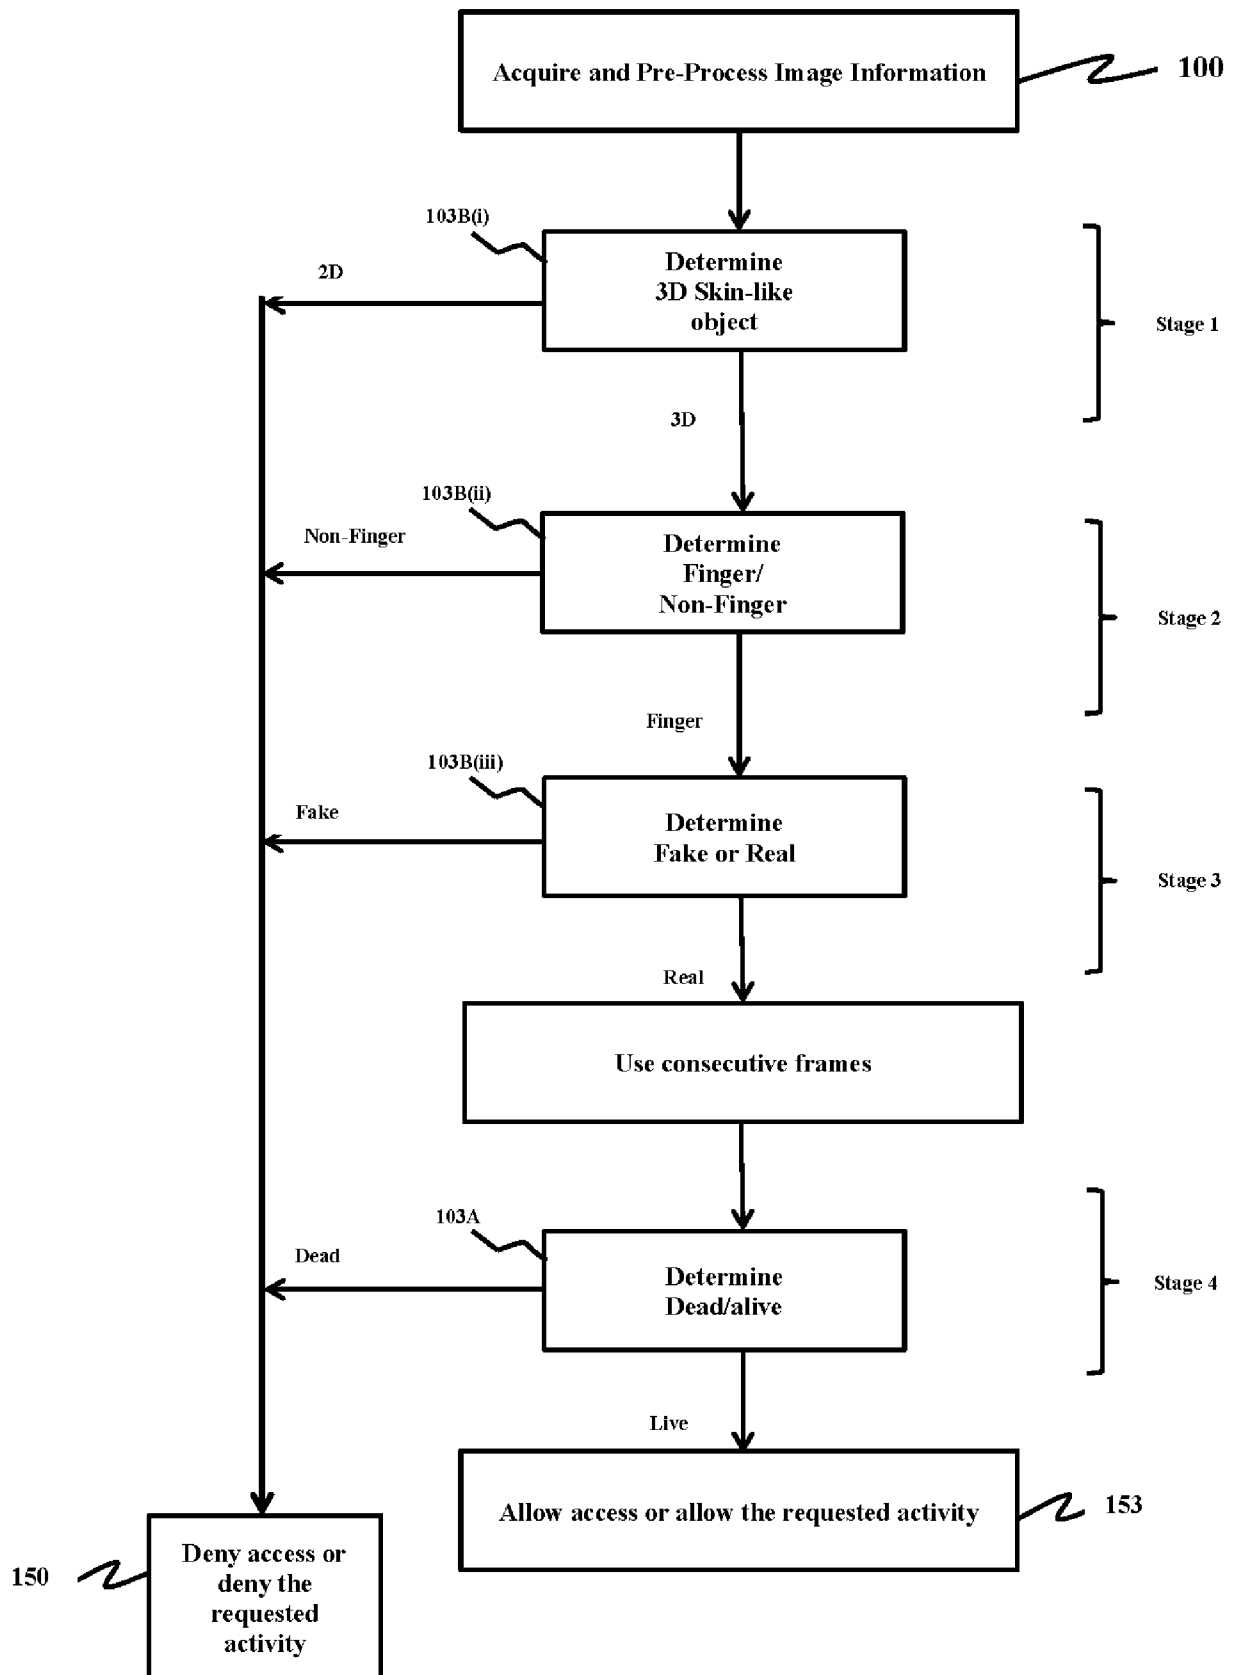 Acquire and Pre-Process Image Information
100
103B(i)
2D
Determine
3D Skin-like
object
Stage 1
3D
103B(ii)
Non-Finger
Determine
Finger/
Non-Finger
Stage 2
Finger
103B(iii)
Fake
Determine
Fake or Real
Stage 3
Real
Use consecutive frames
103A
Dead
Determine
Dead/alive
Stage 4
Live
Allow access or allow the requested activity
153
150
Deny access or
deny the
requested
activity